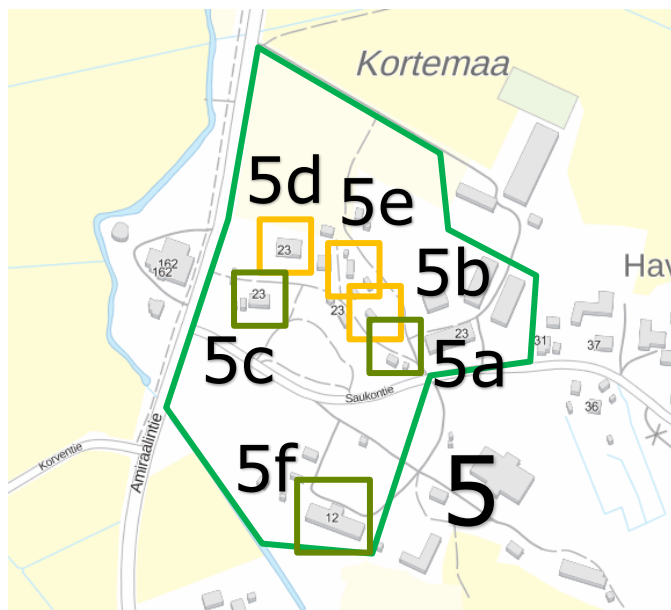 Kortemaa
5d
5e
23
5b
Hav
162
162
23
23
23
31
37
5c
5a
Saukontie
36
Korventie
Amiraalintie
5f
5
12